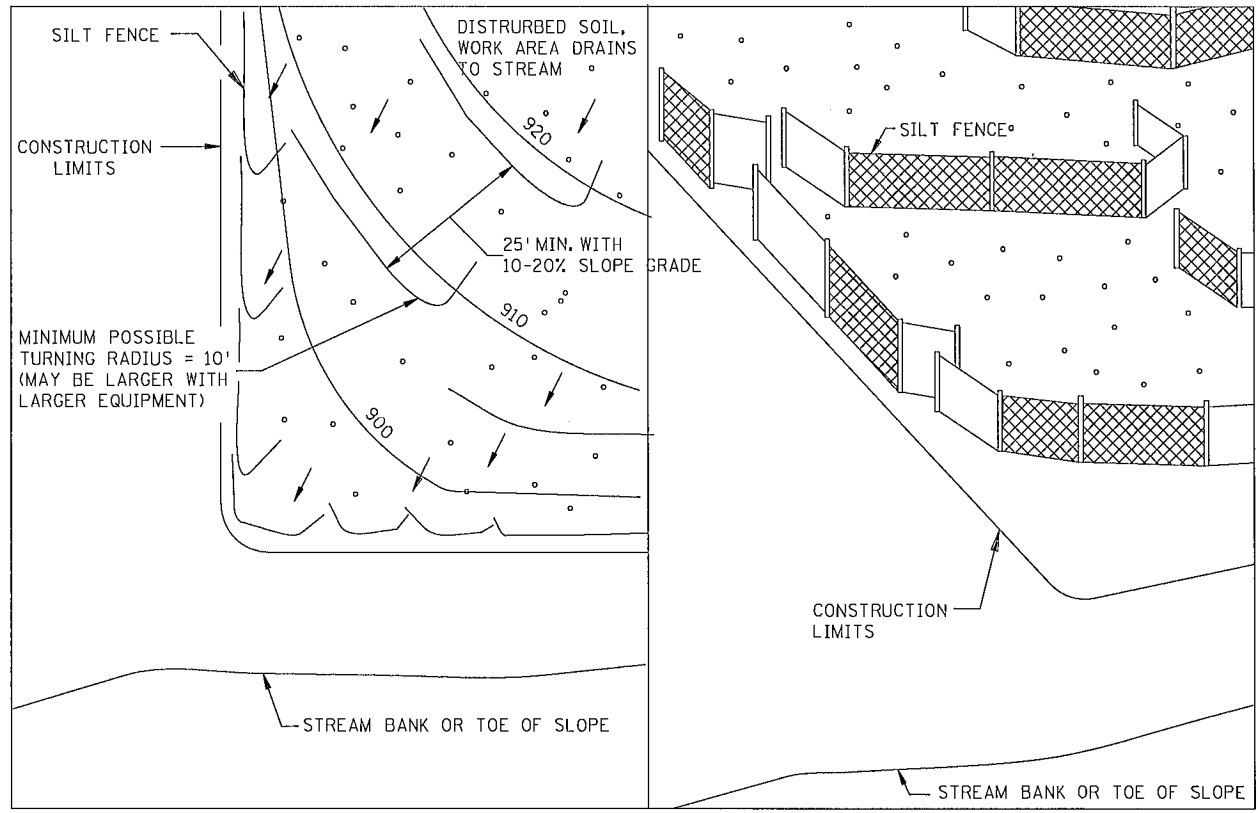 SILT FENCE
DISTRURBED SOIL,
WORK AREA DRAINS
TO STREAM
CONSTRUCTION
LIMITS
920
25' MIN. WITH
10-20% SLOPE GRADE
910
MINIMUM POSSIBLE
TURNING RADIUS = 10'
(MAY BE LARGER WITH
LARGER EQUIPMENT)
900
STREAM BANK OR TOE OF SLOPE
SILT FENCE
CONSTRUCTION
LIMITS
STREAM BANK OR TOE OF SLOPE